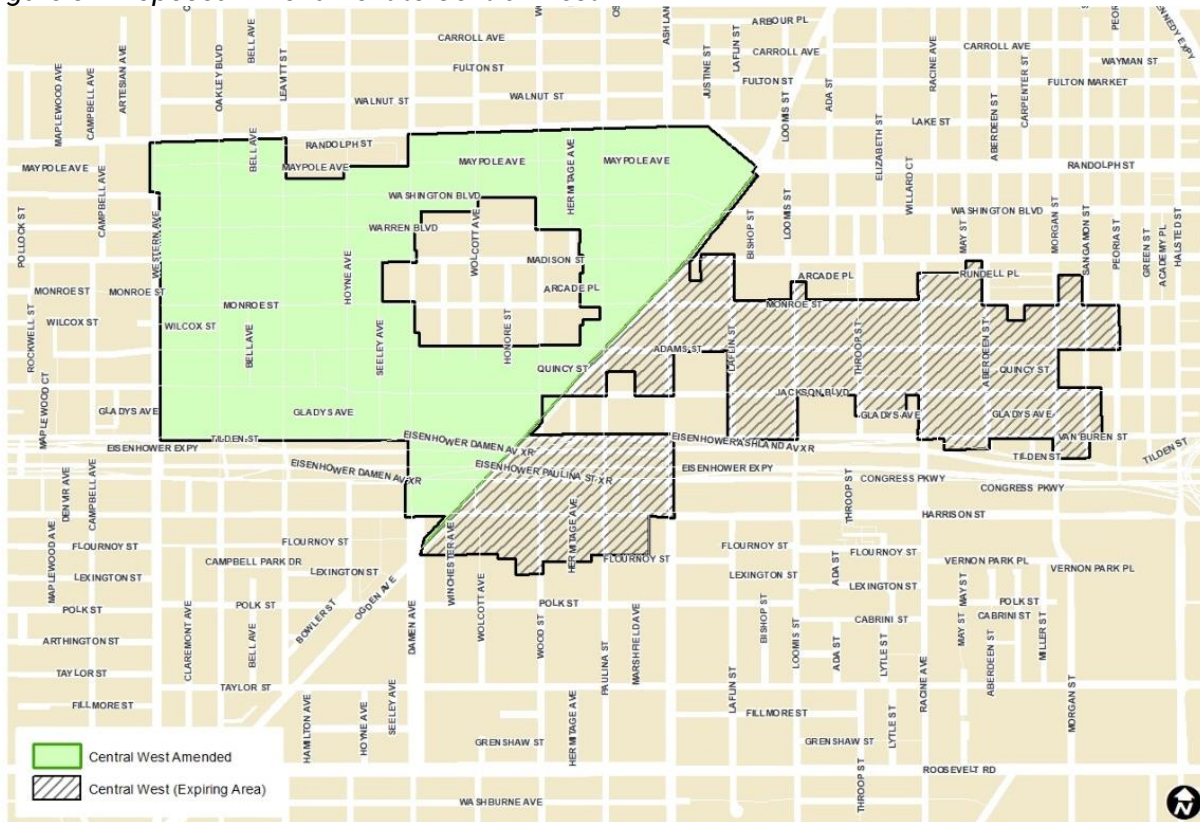 CARROLL AVE
FULTON ST
WALNUT ST
WALNUT ST
ARBOUR PL
CARROLL AVE
FULTON ST
CARROLL AVE
WAYMAN ST
FULTON MARKET
LAKE ST
RANDOLPH ST
WASHINGTON BLVD
MAPLEWOOD AVE
CAMPBELL AVE
ARTESIAN AVE
OAKLEY BLVD
BELL AVE
LEAVITT ST
JUSTINE ST
LAFLIN ST
LOOMIS ST
ADA ST
RACINE AVE
ABERDEEN ST
CARPENTER ST
ELIZABETH ST
WILLARD CT
RANDOLPH ST
MAYPOLE AVE
MAYPOLE AVE
MAYPOLE AVE
MAYPOLE AVE
BELL AVE
HERMITAGE AVE
WASHINGTON BLVD
WARREN BLVD
WOLCOTT AVE
MADISON ST
ARCADE PL
POLLOCK ST
CAMPBELL AVE
WESTERN AVE
BISHOP ST
LOOMIS ST
MAY ST
MORGAN ST
SANGAMON ST
PEORIA ST
GREEN ST
ACADEMY PL
HALSTED ST
ARCADE PL
RUNDELL PL
MONROE ST
MONROE ST
MONROE ST
MONROE ST
HOYNE AVE
WILCOX ST
WILCOX ST
ROCKWELL ST
BELL AVE
SEELEY AVE
HONORE ST
ADAMS ST
LAFLIN ST
THROOP ST
ABERDEEN ST
QUINCY ST
QUINCY ST
JACKSON BLVD
MAPLEWOOD CT
GLADYS AVE
GLADYS AVE
GLADYS AVE
GLADYS AVE
TILDEN ST
EISENHOWER EXPY
EISENHOWER DAMEN AV XR
EISENHOWER ASHLAND AV XR
VAN BUREN ST
TILDEN ST
TILDEN ST
EISENHOWER DAMEN AV XR
EISENHOWER PAULINA ST XR
EISENHOWER EXPY
CONGRESS PKWY
CONGRESS PKWY
THROOP ST
HARRISON ST
DENVIR AVE
CAMPBELL AVE
MAPLEWOOD AVE
FLOURNOY ST
FLOURNOY ST
FLOURNOY ST
FLOURNOY ST
FLOURNOY ST
WINCHESTER AVE
HERMITAGE AVE
CAMPBELL PARK DR
LEXINGTON ST
LEXINGTON ST
LEXINGTON ST
LEXINGTON ST
VERNON PARK PL
VERNON PARK PL
OGDEN AVE
BOWLER ST
POLK ST
POLK ST
POLK ST
POLK ST
CABRINI ST
CABRINI ST
ARTHINGTON ST
TAYLOR ST
TAYLOR ST
CLAREMONT AVE
BELL AVE
DAMEN AVE
WOLCOTT AVE
WOOD ST
PAULINA ST
MARSHFIELD AVE
BISHOP ST
LOOMIS ST
ADA ST
ADA ST
LYTLE ST
MAY ST
MAY ST
ABERDEEN ST
MILLER ST
FILLMORE ST
FILLMORE ST
HAMILTON AVE
HOYNE AVE
SEELEY AVE
HERMITAGE AVE
LAFLIN ST
LYTLE ST
RACINE AVE
MORGAN ST
GRENSHAW ST
GRENSHAW ST
THROOP ST
ROOSEVELT RD
WASHBURNE AVE
Central West Amended
Central West (Expiring Area)
N